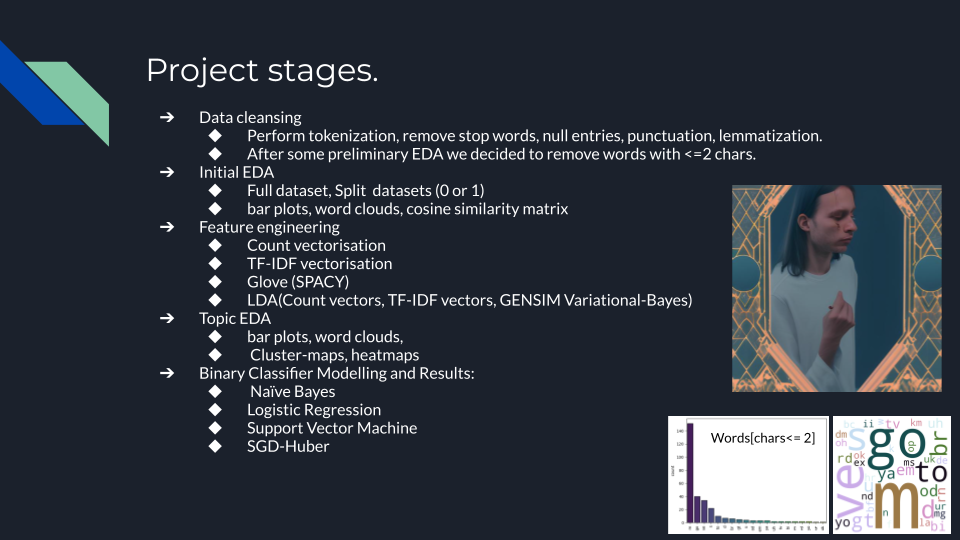 Project stages.
➔ Data cleansing
◆ Perform tokenization, remove stop words, null entries, punctuation, lemmatization.
◆ After some preliminary EDA we decided to remove words with <=2 chars.
➔ Initial EDA
◆ Full dataset, Split datasets (0 or 1)
◆ bar plots, word clouds, cosine similarity matrix
➔ Feature engineering
◆ Count vectorisation
◆ TF-IDF vectorisation
◆ Glove (SPACY)
◆ LDA(Count vectors, TF-IDF vectors, GENSIM Variational-Bayes)
➔ Topic EDA
◆ bar plots, word clouds,
◆ Cluster-maps, heatmaps
➔ Binary Classifier Modelling and Results:
◆ Naïve Bayes
◆ Logistic Regression
◆ Support Vector Machine
◆ SGD-Huber
Words[chars<= 2]
140
120
100
80
60
40
20
0
count
bc ii tv km uh
dm oh s go op br
rd ok ex ms uk de
ya em to
ve nd m od rn
yo gt n d ur mg
la bi